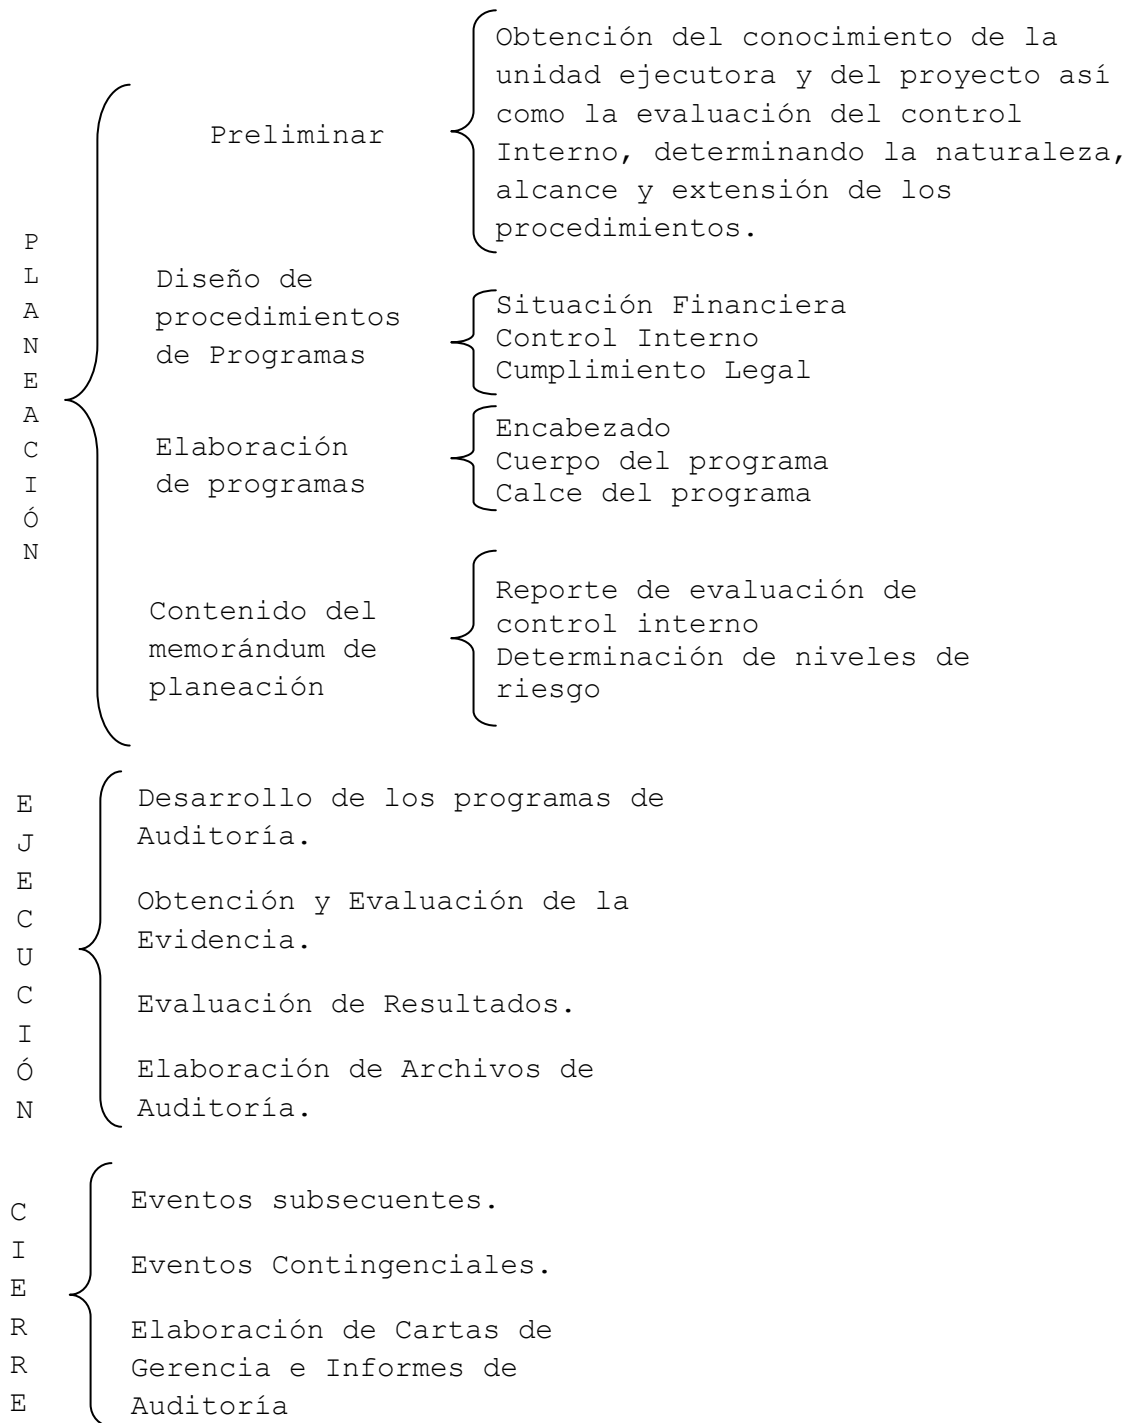 PLANEACIÓN
Preliminar
Obtención del conocimiento de la
unidad ejecutora y del proyecto así
como la evaluación del control
Interno, determinando la naturaleza,
alcance y extensión de los
procedimientos.
Diseño de
procedimientos
de Programas
Situación Financiera
Control Interno
Cumplimiento Legal
Elaboración
de programas
Encabezado
Cuerpo del programa
Calce del programa
Contenido del
memorándum de
planeación
Reporte de evaluación de
control interno
Determinación de niveles de
riesgo
EJECUCIÓN
Desarrollo de los programas de
Auditoría.
Obtención y Evaluación de la
Evidencia.
Evaluación de Resultados.
Elaboración de Archivos de
Auditoría.
CIERRE
Eventos subsecuentes.
Eventos Contingenciales.
Elaboración de Cartas de
Gerencia e Informes de
Auditoría